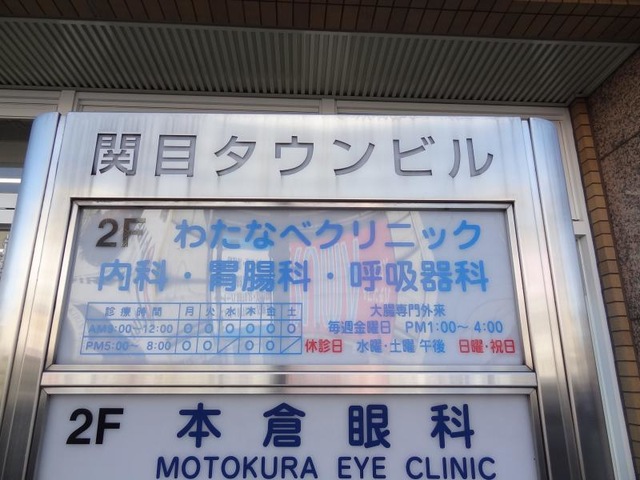 関目タウンビル
2F わたなべクリニック
内科・胃腸科・呼吸器科
診療時間 月 火 水 木 金 土
AM9:00~12:00 〇 〇 〇 〇 〇 〇
PM5:00~ 8:00 〇 〇 / 〇 〇 /
大腸専門外来
毎週金曜日 PM1:00~ 4:00
休診日 水曜・土曜 午後 日曜・祝日
2F 本倉眼科
MOTOKURA EYE CLINIC